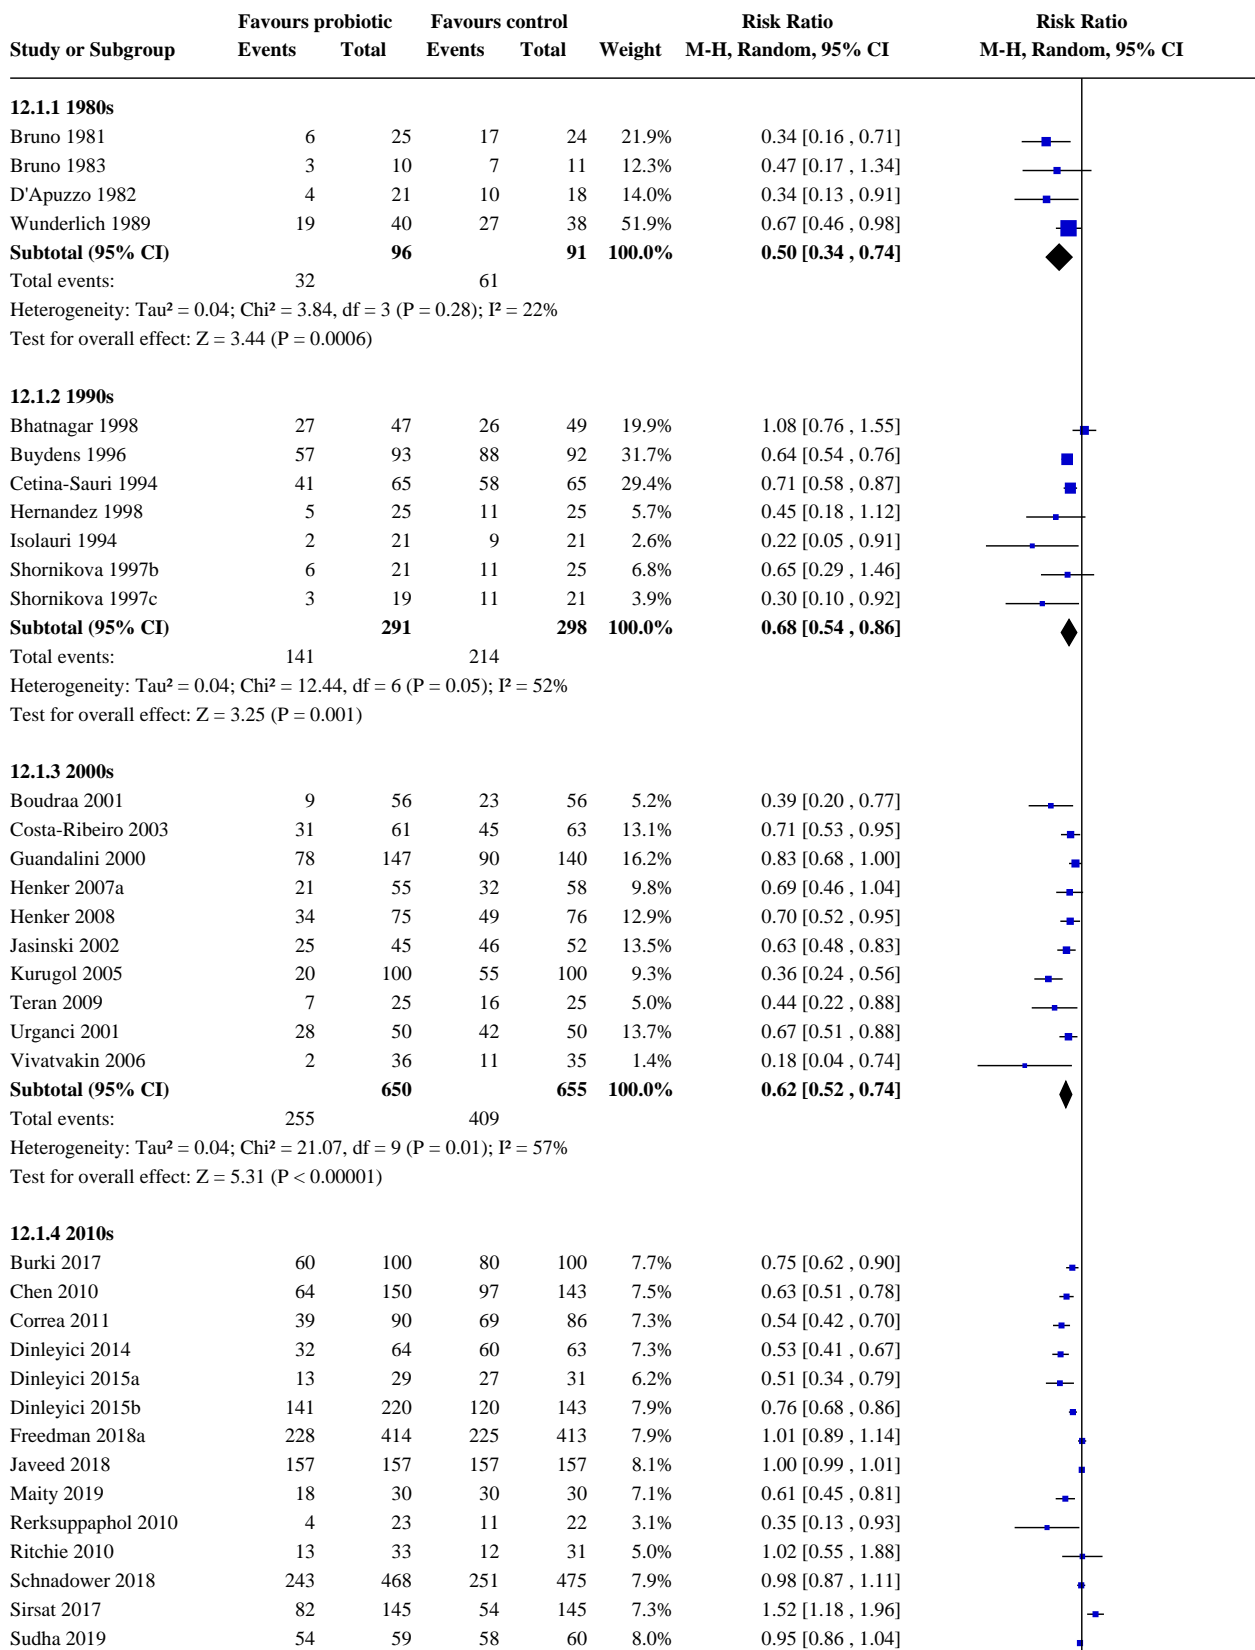 Favours probiotic Favours control Risk Ratio Risk Ratio
Study or Subgroup Events Total Events Total Weight M-H, Random, 95% CI M-H, Random, 95% CI
12.1.1 1980s
Bruno 1981 6 25 17 24 21.9% 0.34 [0.16 , 0.71]
Bruno 1983 3 10 7 11 12.3% 0.47 [0.17 , 1.34]
D'Apuzzo 1982 4 21 10 18 14.0% 0.34 [0.13 , 0.91]
Wunderlich 1989 19 40 27 38 51.9% 0.67 [0.46 , 0.98]
Subtotal (95% CI) 96 91 100.0% 0.50 [0.34 , 0.74]
Total events: 32 61
Heterogeneity: Tau² = 0.04; Chi² = 3.84, df = 3 (P = 0.28); I² = 22%
Test for overall effect: Z = 3.44 (P = 0.0006)
12.1.2 1990s
Bhatnagar 1998 27 47 26 49 19.9% 1.08 [0.76 , 1.55]
Buydens 1996 57 93 88 92 31.7% 0.64 [0.54 , 0.76]
Cetina-Sauri 1994 41 65 58 65 29.4% 0.71 [0.58 , 0.87]
Hernandez 1998 5 25 11 25 5.7% 0.45 [0.18 , 1.12]
Isolauri 1994 2 21 9 21 2.6% 0.22 [0.05 , 0.91]
Shornikova 1997b 6 21 11 25 6.8% 0.65 [0.29 , 1.46]
Shornikova 1997c 3 19 11 21 3.9% 0.30 [0.10 , 0.92]
Subtotal (95% CI) 291 298 100.0% 0.68 [0.54 , 0.86]
Total events: 141 214
Heterogeneity: Tau² = 0.04; Chi² = 12.44, df = 6 (P = 0.05); I² = 52%
Test for overall effect: Z = 3.25 (P = 0.001)
12.1.3 2000s
Boudraa 2001 9 56 23 56 5.2% 0.39 [0.20 , 0.77]
Costa-Ribeiro 2003 31 61 45 63 13.1% 0.71 [0.53 , 0.95]
Guandalini 2000 78 147 90 140 16.2% 0.83 [0.68 , 1.00]
Henker 2007a 21 55 32 58 9.8% 0.69 [0.46 , 1.04]
Henker 2008 34 75 49 76 12.9% 0.70 [0.52 , 0.95]
Jasinski 2002 25 45 46 52 13.5% 0.63 [0.48 , 0.83]
Kurugol 2005 20 100 55 100 9.3% 0.36 [0.24 , 0.56]
Teran 2009 7 25 16 25 5.0% 0.44 [0.22 , 0.88]
Urganci 2001 28 50 42 50 13.7% 0.67 [0.51 , 0.88]
Vivatvakin 2006 2 36 11 35 1.4% 0.18 [0.04 , 0.74]
Subtotal (95% CI) 650 655 100.0% 0.62 [0.52 , 0.74]
Total events: 255 409
Heterogeneity: Tau² = 0.04; Chi² = 21.07, df = 9 (P = 0.01); I² = 57%
Test for overall effect: Z = 5.31 (P < 0.00001)
12.1.4 2010s
Burki 2017 60 100 80 100 7.7% 0.75 [0.62 , 0.90]
Chen 2010 64 150 97 143 7.5% 0.63 [0.51 , 0.78]
Correa 2011 39 90 69 86 7.3% 0.54 [0.42 , 0.70]
Dinleyici 2014 32 64 60 63 7.3% 0.53 [0.41 , 0.67]
Dinleyici 2015a 13 29 27 31 6.2% 0.51 [0.34 , 0.79]
Dinleyici 2015b 141 220 120 143 7.9% 0.76 [0.68 , 0.86]
Freedman 2018a 228 414 225 413 7.9% 1.01 [0.89 , 1.14]
Javeed 2018 157 157 157 157 8.1% 1.00 [0.99 , 1.01]
Maity 2019 18 30 30 30 7.1% 0.61 [0.45 , 0.81]
Rerksuppaphol 2010 4 23 11 22 3.1% 0.35 [0.13 , 0.93]
Ritchie 2010 13 33 12 31 5.0% 1.02 [0.55 , 1.88]
Schnadower 2018 243 468 251 475 7.9% 0.98 [0.87 , 1.11]
Sirsat 2017 82 145 54 145 7.3% 1.52 [1.18 , 1.96]
Sudha 2019 54 59 58 60 8.0% 0.95 [0.86 , 1.04]